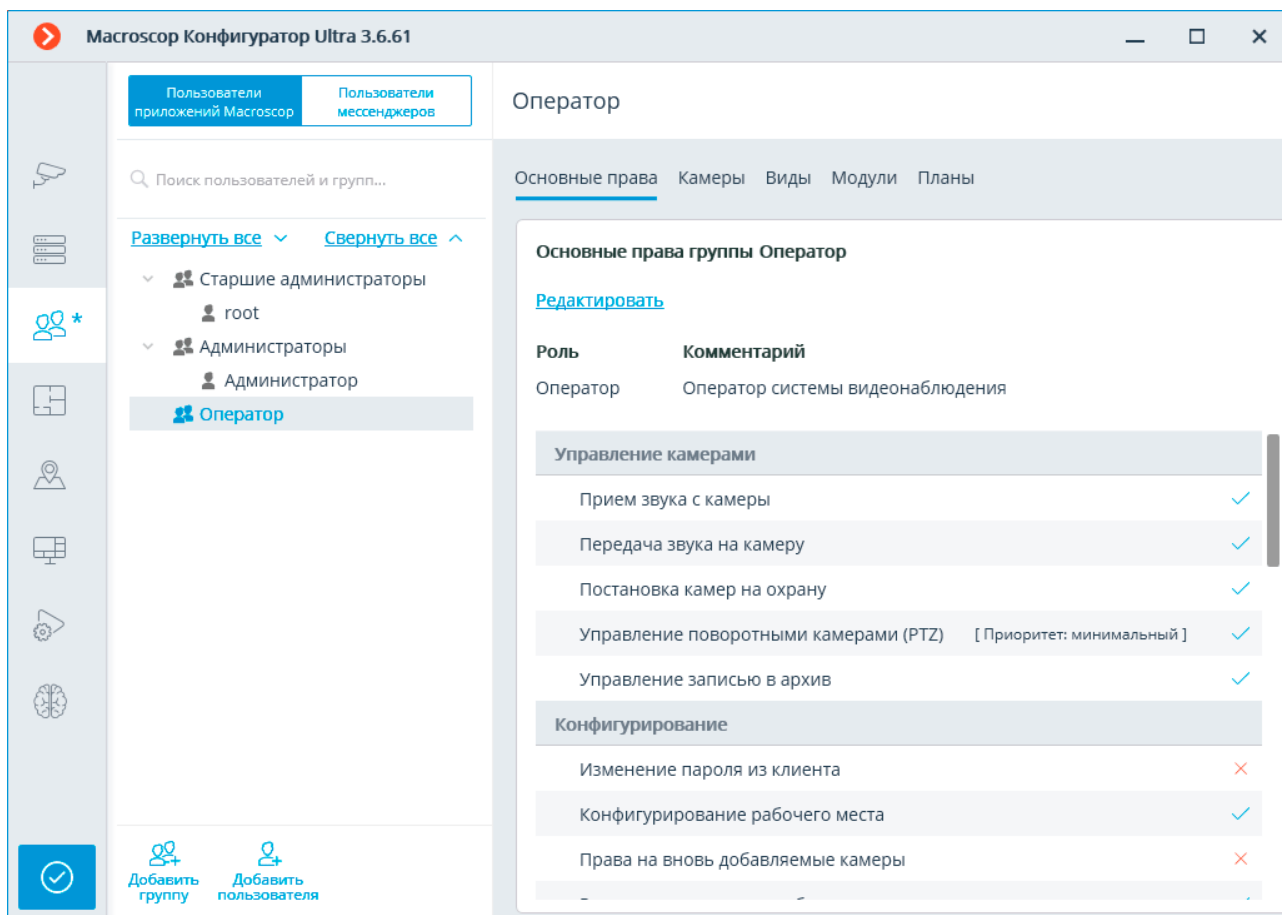 Macroscop Конфигуратор Ultra 3.6.61
Пользователи
приложений Macroscop
Пользователи
мессенджеров
Оператор
Поиск пользователей и групп...
Основные права Камеры Виды Модули Планы
Развернуть все Свернуть все
Старшие администраторы
root
Администраторы
Администратор
Оператор
Основные права группы Оператор
Редактировать
Роль Комментарий
Оператор Оператор системы видеонаблюдения
Управление камерами
Прием звука с камеры
Передача звука на камеру
Постановка камер на охрану
Управление поворотными камерами (PTZ) [ Приоритет: минимальный ]
Управление записью в архив
Конфигурирование
Изменение пароля из клиента
Конфигурирование рабочего места
Права на вновь добавляемые камеры
Добавить
группу
Добавить
пользователя